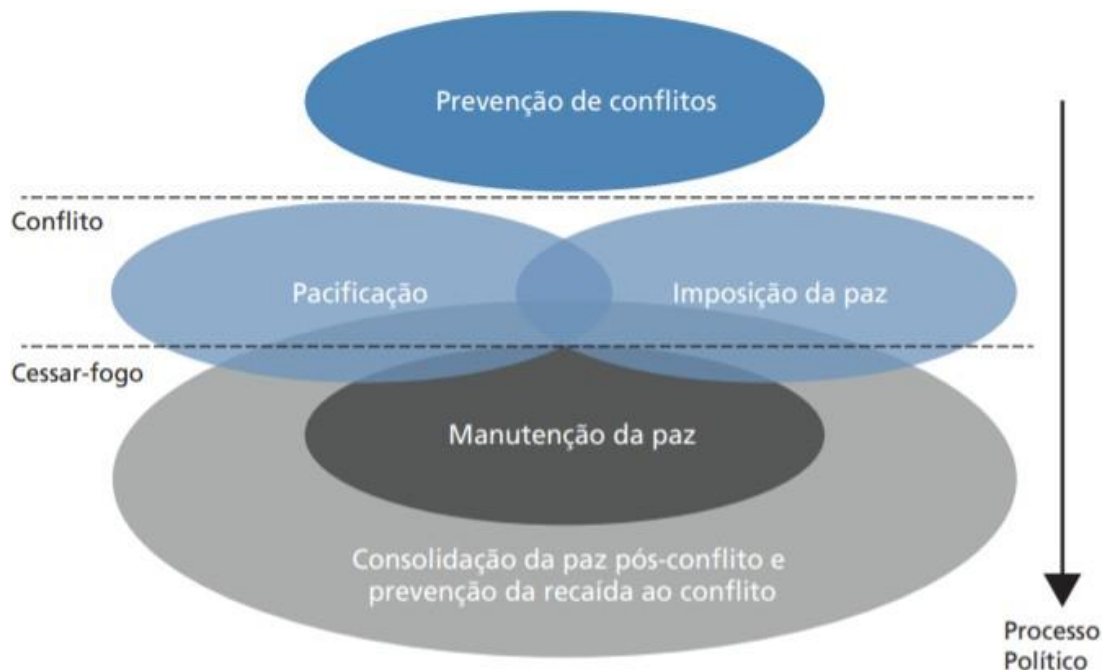 Prevenção de conflitos
Conflito
Pacificação
Imposição da paz
Cessar-fogo
Manutenção da paz
Consolidação da paz pós-conflito e
prevenção da recaída ao conflito
Processo
Político